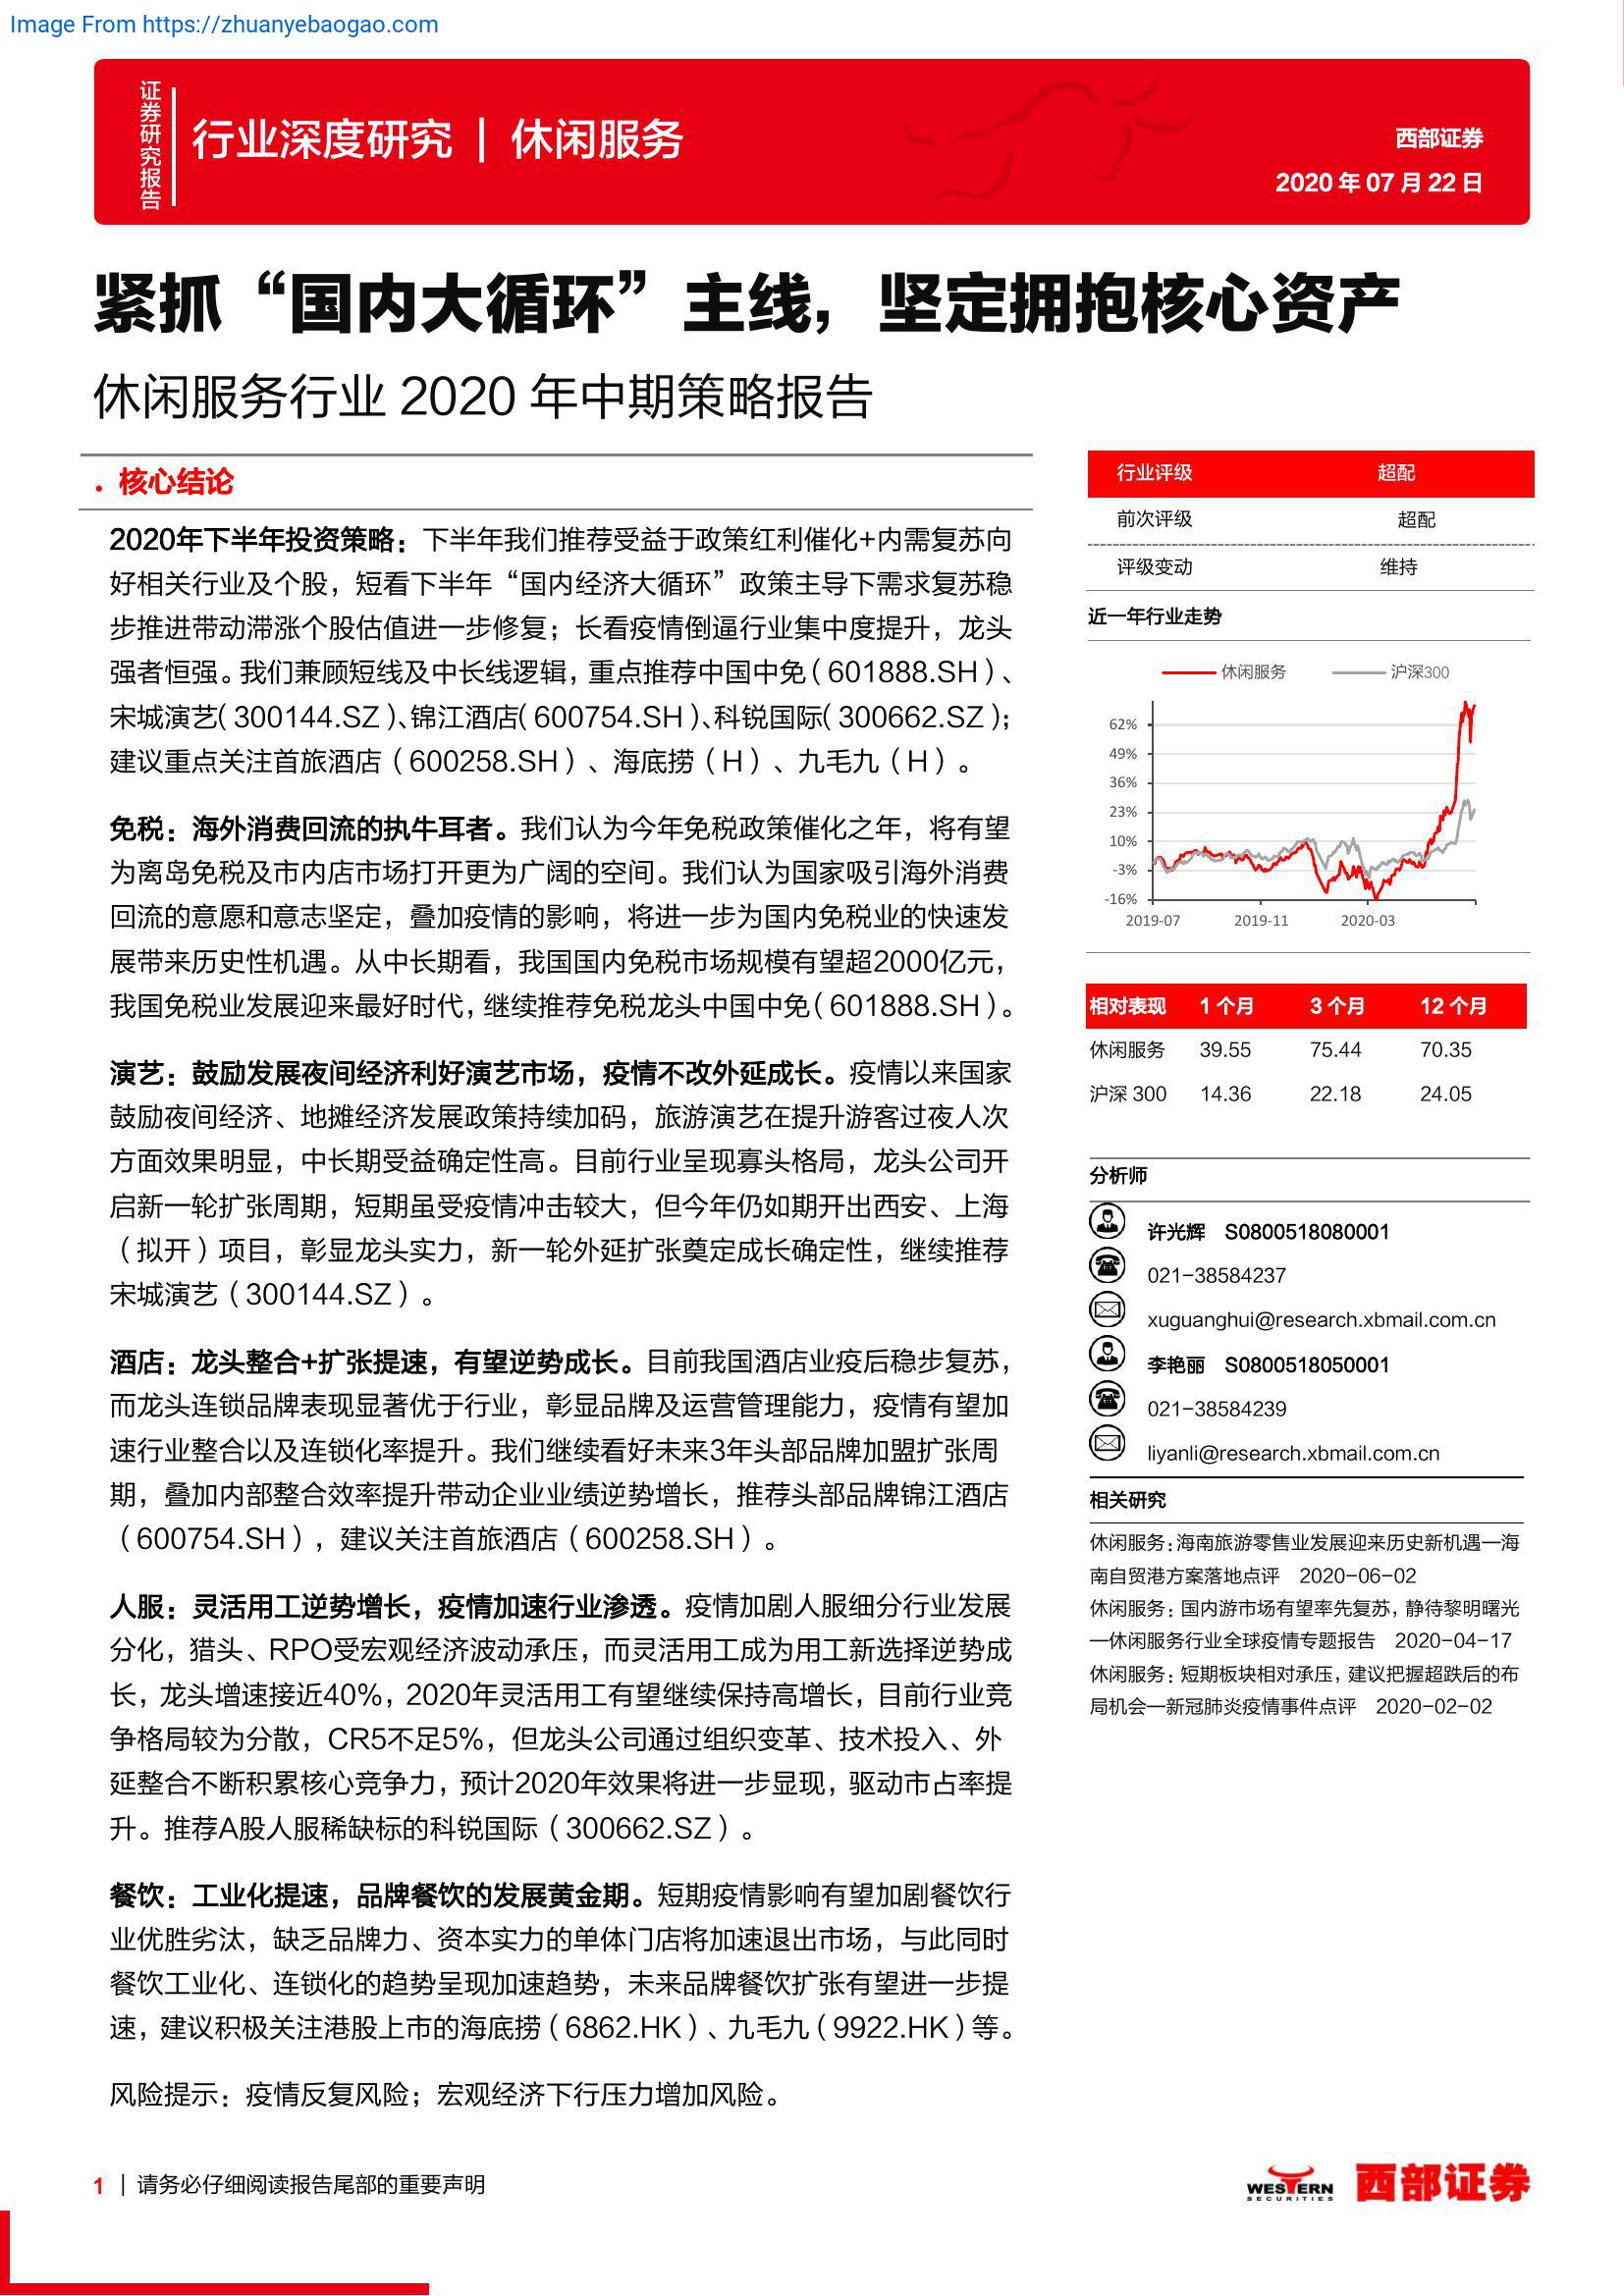 Image From https://zhuanyebaogao.com
证券研究报告
行业深度研究 | 休闲服务
西部证券
2020 年 07 月 22 日
紧抓“国内大循环”主线，坚定拥抱核心资产
休闲服务行业 2020 年中期策略报告
. 核心结论
2020年下半年投资策略：下半年我们推荐受益于政策红利催化+内需复苏向
好相关行业及个股，短看下半年“国内经济大循环”政策主导下需求复苏稳
步推进带动滞涨个股估值进一步修复；长看疫情倒逼行业集中度提升，龙头
强者恒强。我们兼顾短线及中长线逻辑，重点推荐中国中免（601888.SH）、
宋城演艺（300144.SZ）、锦江酒店（600754.SH）、科锐国际（300662.SZ）；
建议重点关注首旅酒店（600258.SH）、海底捞（H）、九毛九（H）。
免税：海外消费回流的执牛耳者。我们认为今年免税政策催化之年，将有望
为离岛免税及市内店市场打开更为广阔的空间。我们认为国家吸引海外消费
回流的意愿和意志坚定，叠加疫情的影响，将进一步为国内免税业的快速发
展带来历史性机遇。从中长期看，我国国内免税市场规模有望超2000亿元，
我国免税业发展迎来最好时代，继续推荐免税龙头中国中免（601888.SH）。
演艺：鼓励发展夜间经济利好演艺市场，疫情不改外延成长。疫情以来国家
鼓励夜间经济、地摊经济发展政策持续加码，旅游演艺在提升游客过夜人次
方面效果明显，中长期受益确定性高。目前行业呈现寡头格局，龙头公司开
启新一轮扩张周期，短期虽受疫情冲击较大，但今年仍如期开出西安、上海
（拟开）项目，彰显龙头实力，新一轮外延扩张奠定成长确定性，继续推荐
宋城演艺（300144.SZ）。
酒店：龙头整合+扩张提速，有望逆势成长。目前我国酒店业疫后稳步复苏，
而龙头连锁品牌表现显著优于行业，彰显品牌及运营管理能力，疫情有望加
速行业整合以及连锁化率提升。我们继续看好未来3年头部品牌加盟扩张周
期，叠加内部整合效率提升带动企业业绩逆势增长，推荐头部品牌锦江酒店
（600754.SH），建议关注首旅酒店（600258.SH）。
人服：灵活用工逆势增长，疫情加速行业渗透。疫情加剧人服细分行业发展
分化，猎头、RPO受宏观经济波动承压，而灵活用工成为用工新选择逆势成
长，龙头增速接近40%，2020年灵活用工有望继续保持高增长，目前行业竞
争格局较为分散，CR5不足5%，但龙头公司通过组织变革、技术投入、外
延整合不断积累核心竞争力，预计2020年效果将进一步显现，驱动市占率提
升。推荐A股人服稀缺标的科锐国际（300662.SZ）。
餐饮：工业化提速，品牌餐饮的发展黄金期。短期疫情影响有望加剧餐饮行
业优胜劣汰，缺乏品牌力、资本实力的单体门店将加速退出市场，与此同时
餐饮工业化、连锁化的趋势呈现加速趋势，未来品牌餐饮扩张有望进一步提
速，建议积极关注港股上市的海底捞（6862.HK）、九毛九（9922.HK）等。
风险提示：疫情反复风险；宏观经济下行压力增加风险。
行业评级 超配
前次评级 超配
评级变动 维持
近一年行业走势
休闲服务 沪深300
62%
49%
36%
23%
10%
-3%
-16%
2019-07 2019-11 2020-03
相对表现 1 个月 3 个月 12 个月
休闲服务 39.55 75.44 70.35
沪深 300 14.36 22.18 24.05
分析师
许光辉 S0800518080001
021-38584237
xuguanghui@research.xbmail.com.cn
李艳丽 S0800518050001
021-38584239
liyanli@research.xbmail.com.cn
相关研究
休闲服务：海南旅游零售业发展迎来历史新机遇—海
南自贸港方案落地点评 2020-06-02
休闲服务：国内游市场有望率先复苏，静待黎明曙光
—休闲服务行业全球疫情专题报告 2020-04-17
休闲服务：短期板块相对承压，建议把握超跌后的布
局机会—新冠肺炎疫情事件点评 2020-02-02
1 | 请务必仔细阅读报告尾部的重要声明
WESTERN
SECURITIES
西部证券